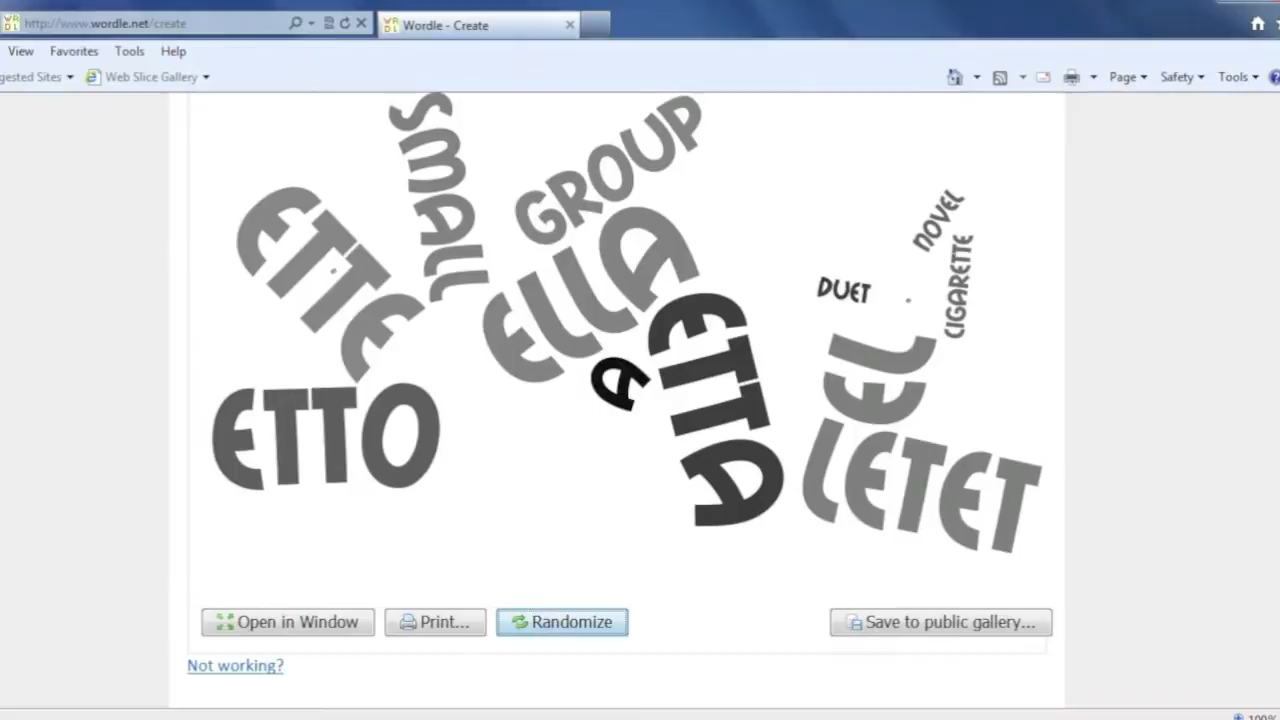 http://www.wordle.net/create
Wordle - Create
View Favorites Tools Help
gested Sites
Web Slice Gallery
Page Safety Tools
SMALL
GROUP
ETTE
ELLA
NOVEL
CIGARETTE
DUET
ETTA
A
EL
ETTO
LETET
Open in Window
Print...
Randomize
Save to public gallery...
Not working?
100%